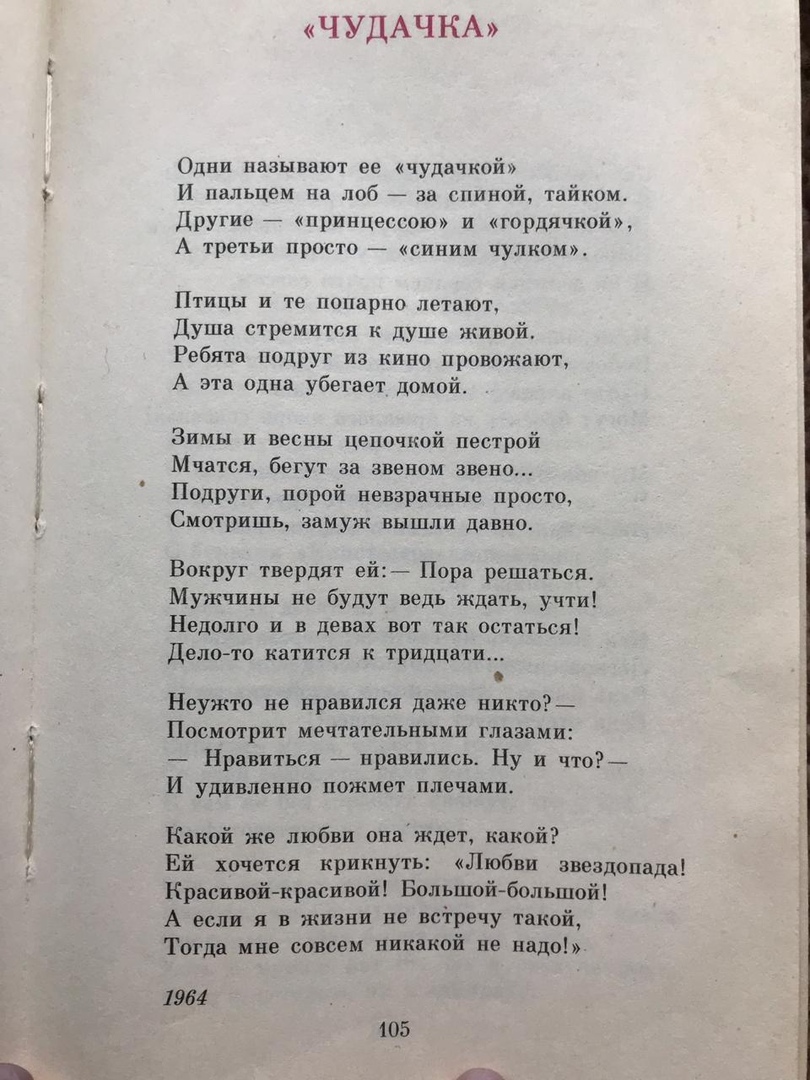 «ЧУДАЧКА»
Одни называют ее «чудачкой»
И пальцем на лоб — за спиной, тайком.
Другие — «принцессою» и «гордячкой»,
А третьи просто — «синим чулком».
Птицы и те попарно летают,
Душа стремится к душе живой.
Ребята подруг из кино провожают,
А эта одна убегает домой.
Зимы и весны цепочкой пестрой
Мчатся, бегут за звеном звено...
Подруги, порой невзрачные просто,
Смотришь, замуж вышли давно.
Вокруг твердят ей:— Пора решаться.
Мужчины не будут ведь ждать, учти!
Недолго и в девах вот так остаться!
Дело-то катится к тридцати...
Неужто не нравился даже никто?—
Посмотрит мечтательными глазами:
— Нравиться — нравились. Ну и что?—
И удивленно пожмет плечами.
Какой же любви она ждет, какой?
Ей хочется крикнуть: «Любви звездопада!
Красивой-красивой! Большой-большой!
А если я в жизни не встречу такой,
Тогда мне совсем никакой не надо!»
1964
105